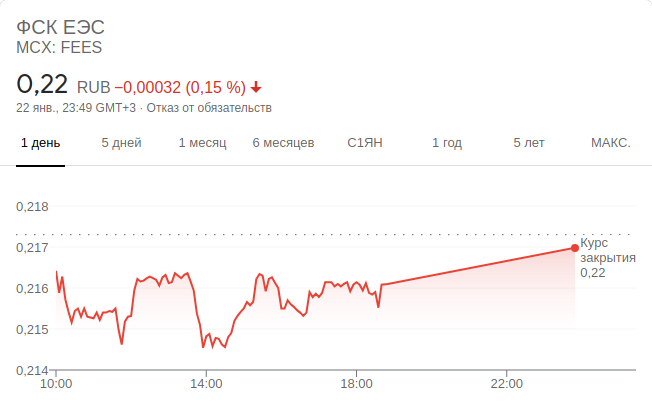 ФСК ЕЭС
MCX: FEES
0,22 RUB −0,00032 (0,15 %)
22 янв., 23:49 GMT+3 · Отказ от обязательств
1 день 5 дней 1 месяц 6 месяцев С1ЯН 1 год 5 лет МАКС.
0,218
0,217
0,216
0,215
0,214
Курс
закрытия
0,22
10:00 14:00 18:00 22:00